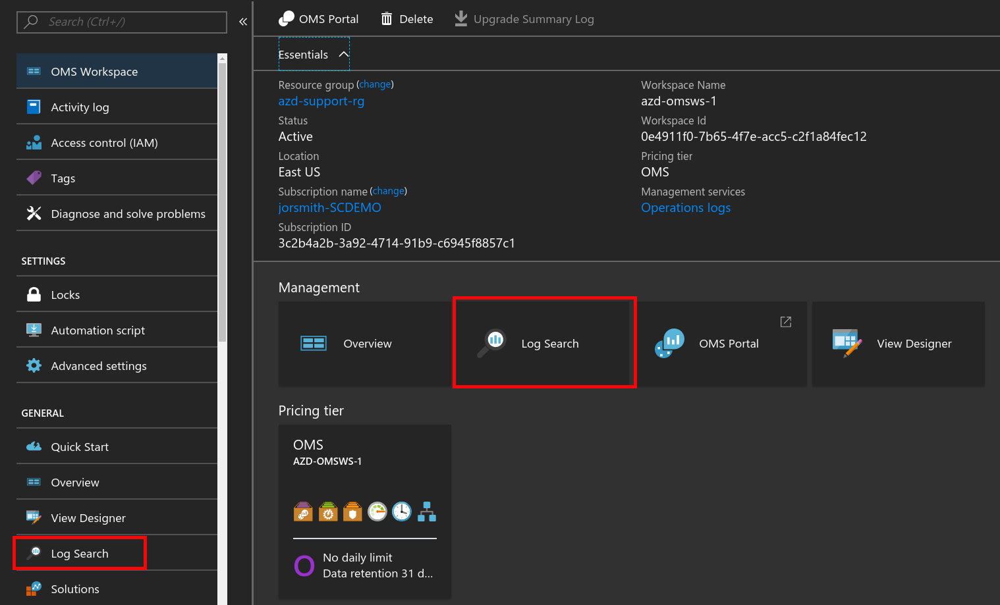 Search (Ctrl+/)
«
OMS Workspace
Activity log
Access control (IAM)
Tags
Diagnose and solve problems
SETTINGS
Locks
Automation script
Advanced settings
GENERAL
Quick Start
Overview
View Designer
Log Search
Solutions
OMS Portal
Delete
Upgrade Summary Log
Essentials
Resource group (change)
azd-support-rg
Status
Active
Location
East US
Subscription name (change)
jorsmith-SCDEMO
Subscription ID
3c2b4a2b-3a92-4714-91b9-c6945f8857c1
Workspace Name
azd-omsws-1
Workspace Id
0e4911f0-7b65-4f7e-acc5-c2f1a84fec12
Pricing tier
OMS
Management services
Operations logs
Management
Overview
Log Search
OMS Portal
View Designer
Pricing tier
OMS
AZD-OMSWS-1
No daily limit
Data retention 31 d...